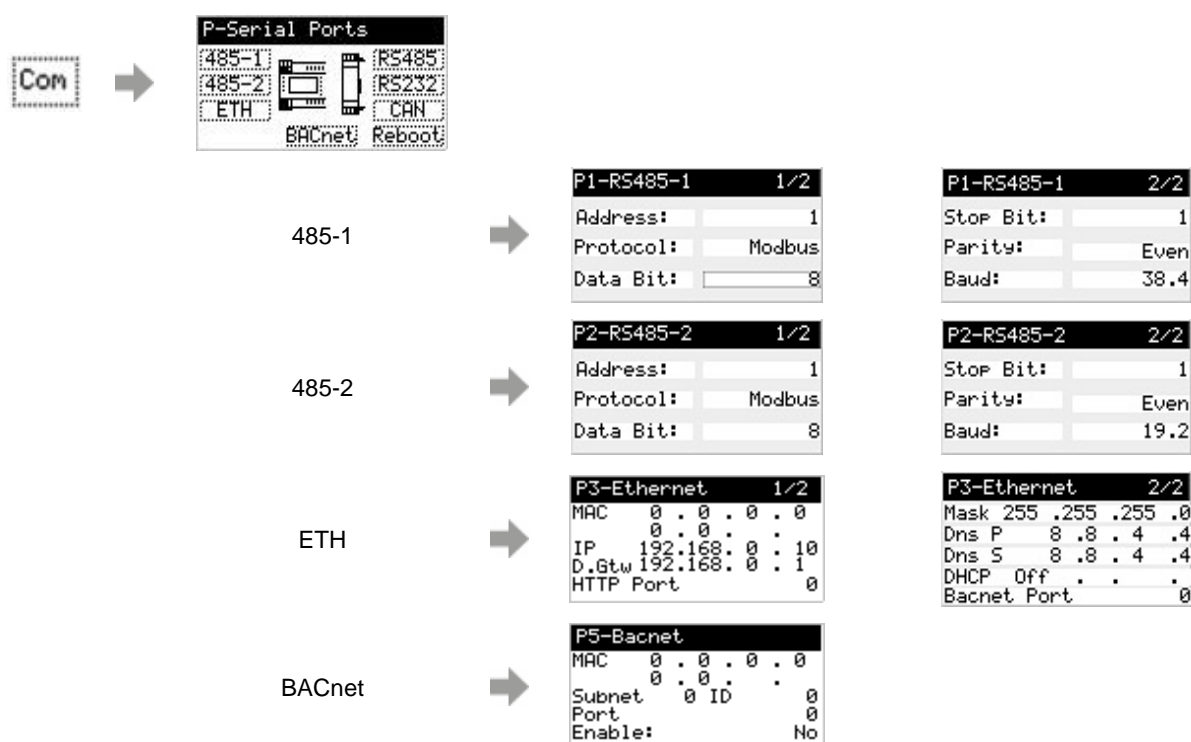 Com
P-Serial Ports
485-1 RS485
485-2 RS232
ETH CAN
BACnet Reboot
485-1
P1-RS485-1 1/2
Address: 1
Protocol: Modbus
Data Bit: 8
P1-RS485-1 2/2
Stop Bit: 1
Parity: Even
Baud: 38.4
485-2
P2-RS485-2 1/2
Address: 1
Protocol: Modbus
Data Bit: 8
P2-RS485-2 2/2
Stop Bit: 1
Parity: Even
Baud: 19.2
ETH
P3-Ethernet 1/2
MAC 0 . 0 . 0 . 0
0 . 0 . .
IP 192.168. 0 . 10
D.Gtw 192.168. 0 . 1
HTTP Port 0
P3-Ethernet 2/2
Mask 255 .255 .255 .0
Dns P 8 .8 . 4 .4
Dns S 8 .8 . 4 .4
DHCP Off . . .
Bacnet Port 0
BACnet
P5-Bacnet
MAC 0 . 0 . 0 . 0
0 . 0 . .
Subnet 0 ID 0
Port 0
Enable: No